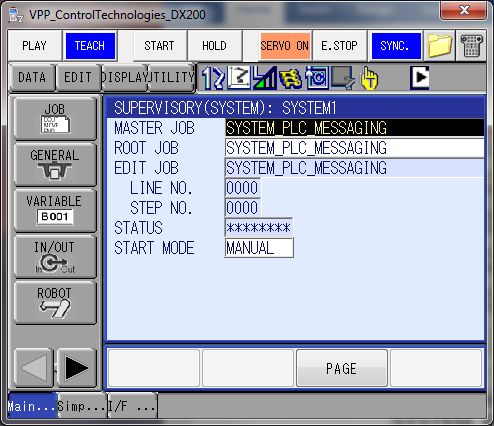 VPP_ControlTechnologies_DX200
PLAY TEACH START HOLD SERVO ON E.STOP SYNC.
DATA EDIT DISPLAY UTILITY
JOB
GENERAL
VARIABLE
B001
IN/OUT
In Out
ROBOT
SUPERVISORY(SYSTEM): SYSTEM1
MASTER JOB SYSTEM_PLC_MESSAGING
ROOT JOB SYSTEM_PLC_MESSAGING
EDIT JOB SYSTEM_PLC_MESSAGING
LINE NO. 0000
STEP NO. 0000
STATUS ********
START MODE MANUAL
PAGE
Main... Simp... I/F ...